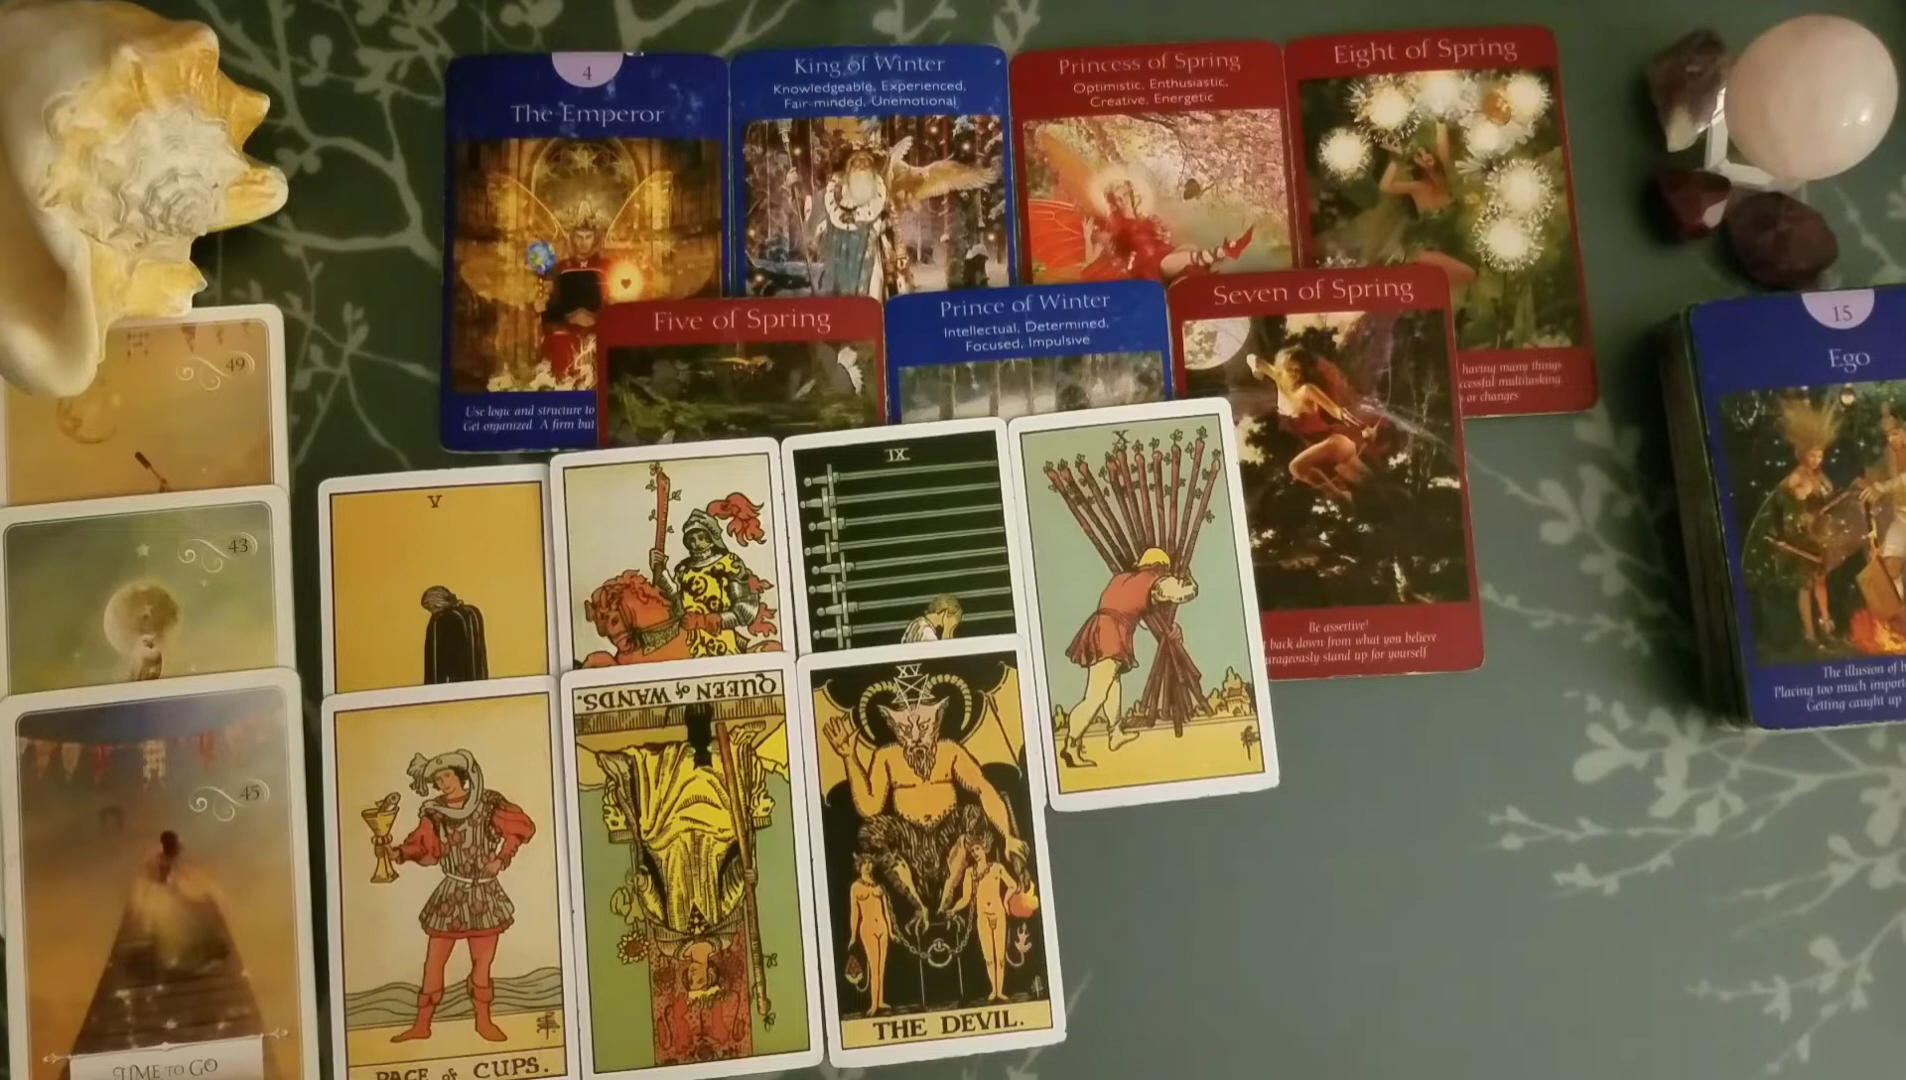 4
The Emperor
Use logic and structure to
Get organized. A firm but
King of Winter
Knowledgeable, Experienced,
Fair-minded, Unemotional
Princess of Spring
Optimistic, Enthusiastic,
Creative, Energetic
Eight of Spring
having many things
successful multitasking
or changes
Five of Spring
Prince of Winter
Intellectual, Determined,
Focused, Impulsive
Seven of Spring
Be assertive!
back down from what you believe
courageously stand up for yourself
15
Ego
The illusion of
Placing too much
Getting caught up
49
43
45
TIME TO GO
V
IX
X
PAGE of CUPS.
QUEEN of WANDS.
XV
THE DEVIL.